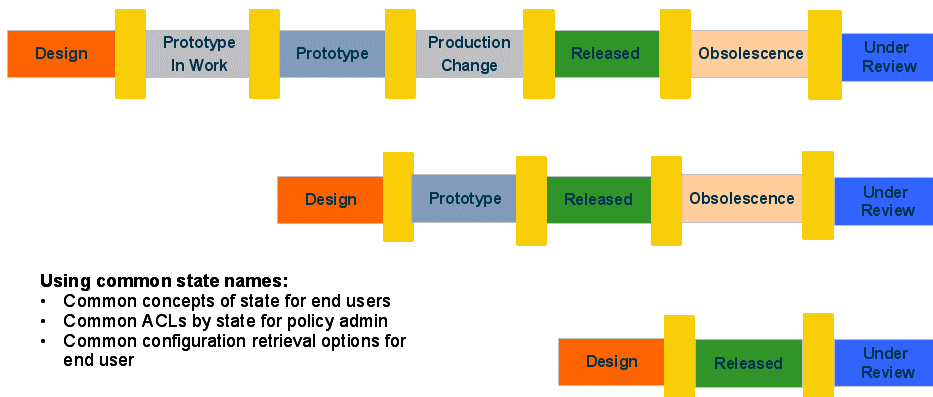 Design
Prototype
In Work
Prototype
Production
Change
Released
Obsolescence
Under
Review
Design
Prototype
Released
Obsolescence
Under
Review
Using common state names:
• Common concepts of state for end users
• Common ACLs by state for policy admin
• Common configuration retrieval options for
end user
Design
Released
Under
Review